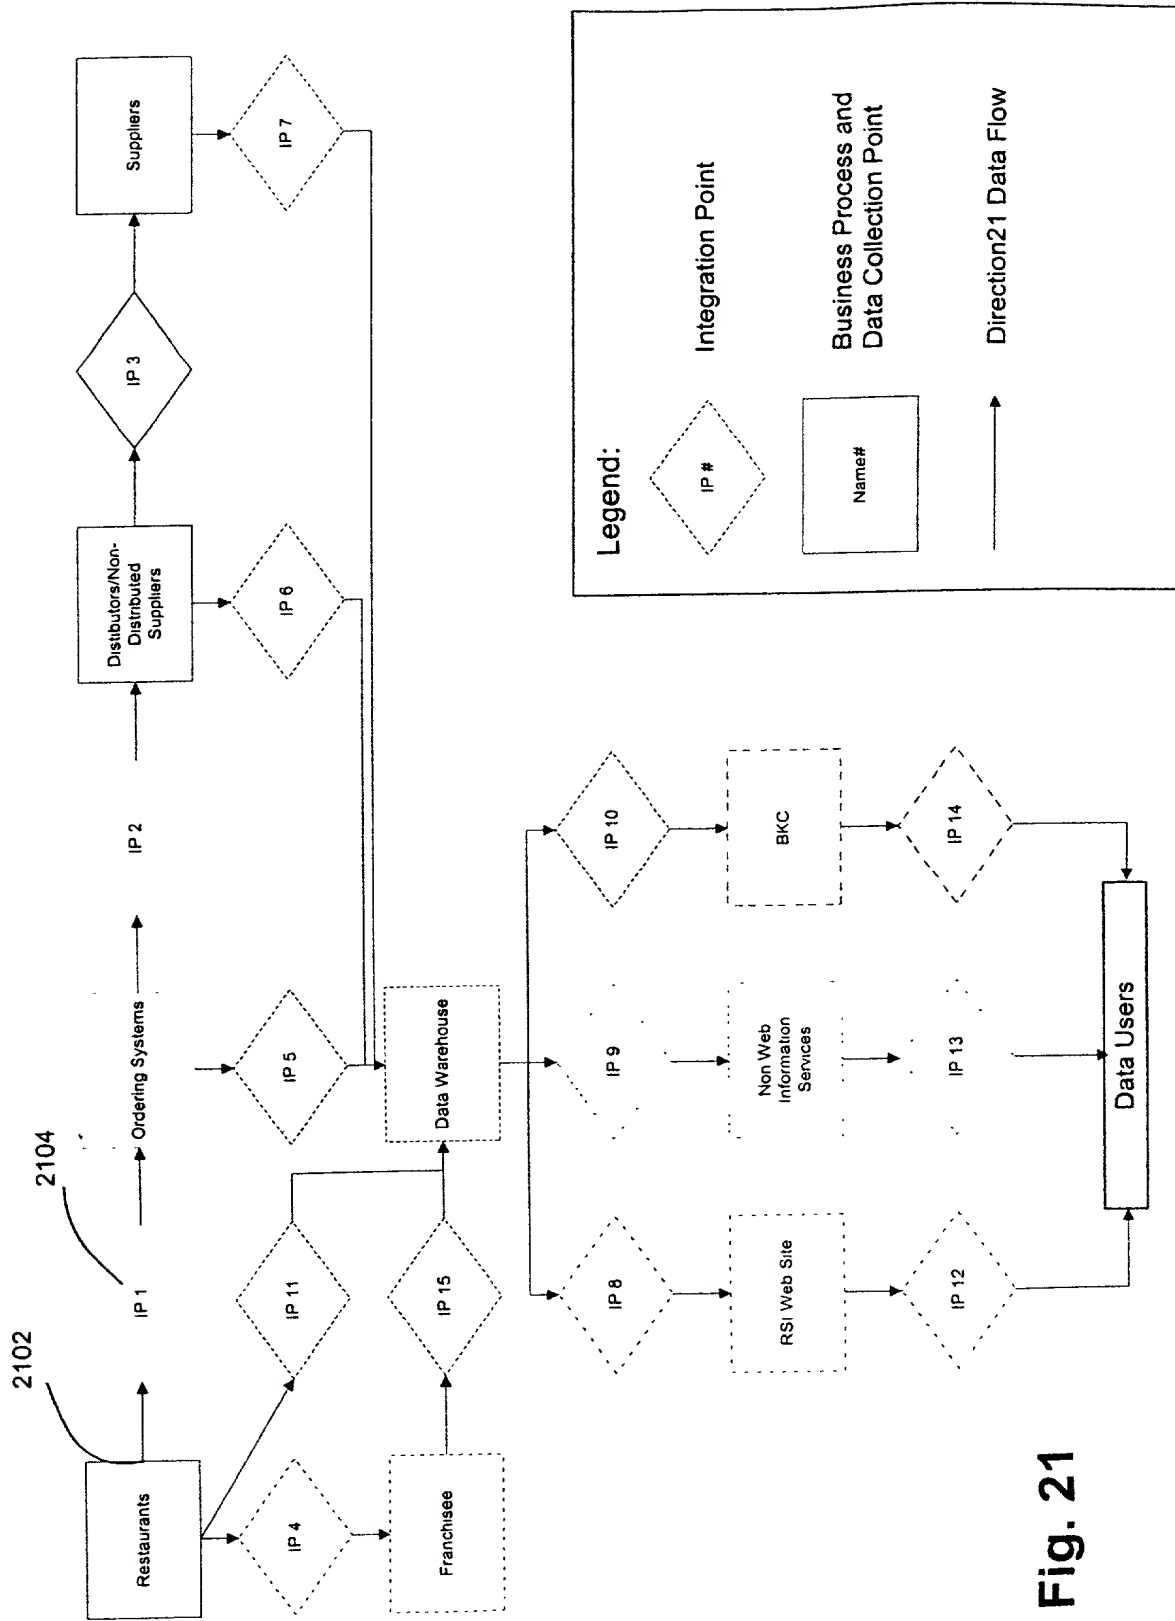 2102
2104
Restaurants
IP 1
Ordering Systems
IP 2
Distibutors/Non-
Distributed
Suppliers
IP 3
Suppliers
IP 4
IP 11
IP 5
IP 6
IP 7
Franchisee
IP 15
Data Warehouse
IP 8
IP 9
IP 10
RSI Web Site
Non Web
Information
Services
BKC
IP 12
IP 13
IP 14
Data Users
Legend:
IP #
Integration Point
Name#
Business Process and
Data Collection Point
Direction21 Data Flow
Fig. 21